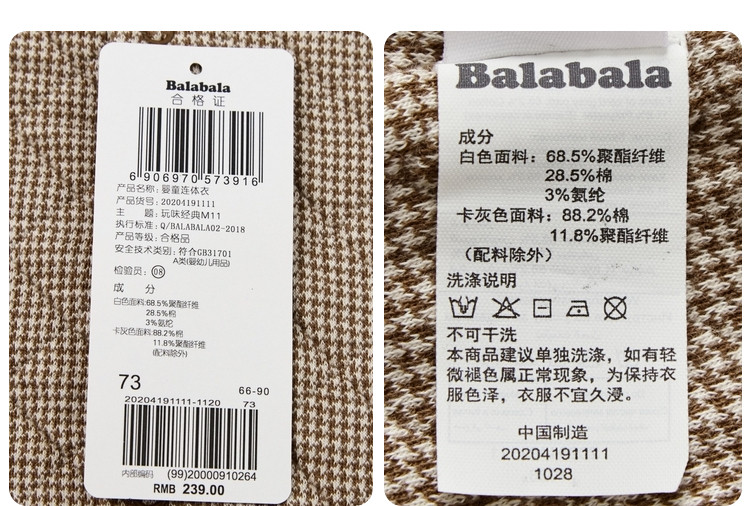 Balabala
合格证
6 906970 573916
产品名称: 婴童连体衣
产品货号: 20204191111
主 题: 玩味经典M11
执行标准: Q/BALABALA02-2018
产品等级: 合格品
安全技术类别: 符合GB31701
A类(婴幼儿用品)
检验员: 08
成 分
白色面料:68.5%聚酯纤维
28.5%棉
3%氨纶
卡灰色面料:88.2%棉
11.8%聚酯纤维
(配料除外)
73
66-90
20204191111-1120 73
内部编码 (99)20000910264
RMB 239.00
Balabala
成分
白色面料：68.5%聚酯纤维
28.5%棉
3%氨纶
卡灰色面料：88.2%棉
11.8%聚酯纤维
（配料除外）
洗涤说明
不可干洗
本商品建议单独洗涤，如有轻
微褪色属正常现象，为保持衣
服色泽，衣服不宜久浸。
中国制造
20204191111
1028